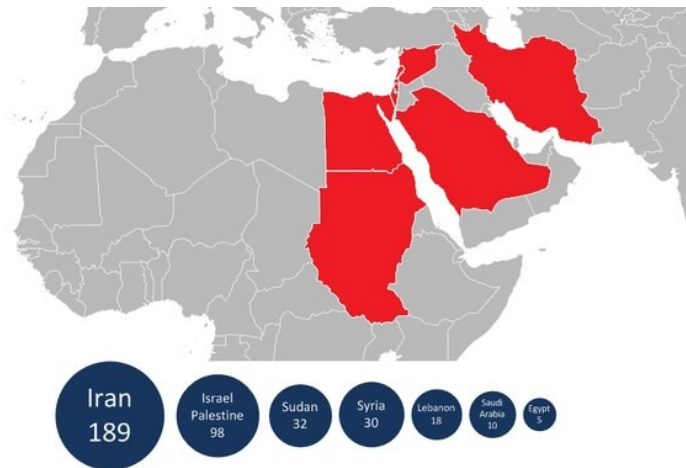 Iran
189
Israel
Palestine
98
Sudan
32
Syria
30
Lebanon
18
Saudi
Arabia
10
Egypt
5